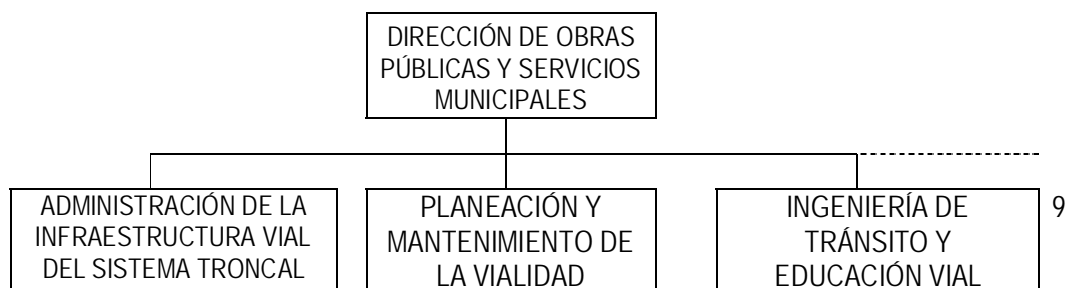 DIRECCIÓN DE OBRAS
PÚBLICAS Y SERVICIOS
MUNICIPALES
ADMINISTRACIÓN DE LA
INFRAESTRUCTURA VIAL
DEL SISTEMA TRONCAL
PLANEACIÓN Y
MANTENIMIENTO DE
LA VIALIDAD
INGENIERÍA DE
TRÁNSITO Y
EDUCACIÓN VIAL
9